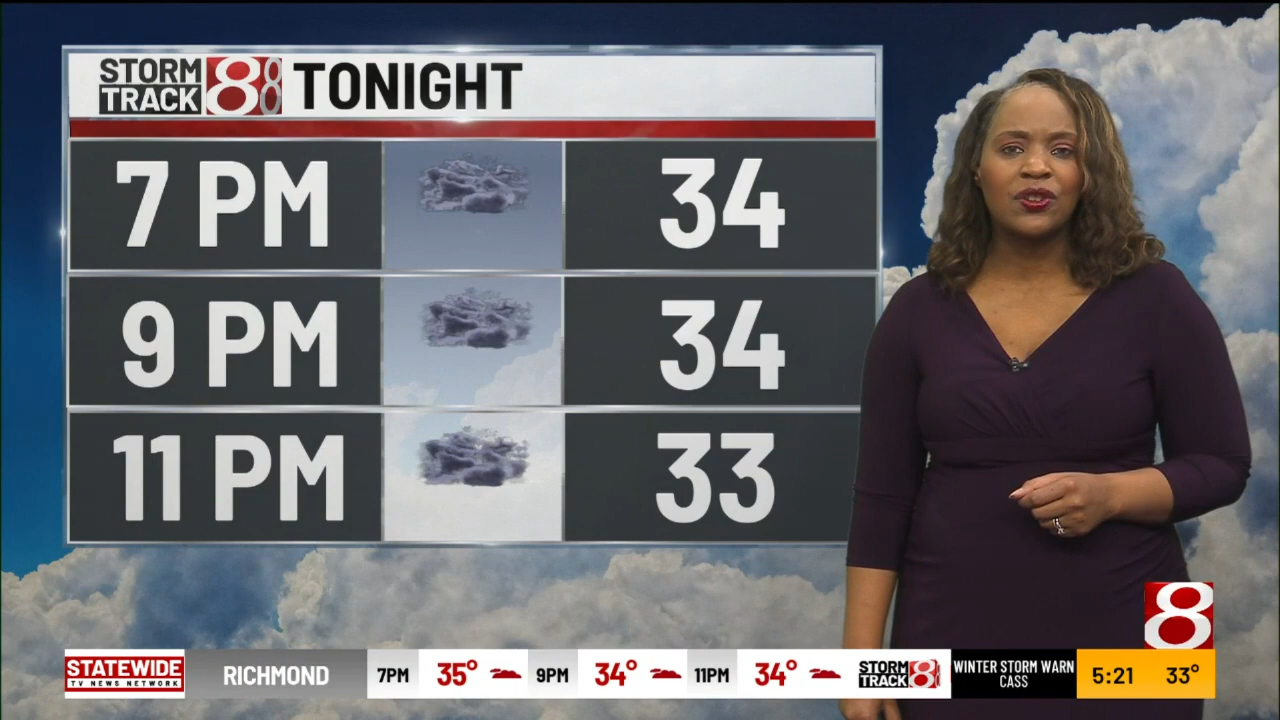 STORM TRACK 8 TONIGHT
7 PM 34
9 PM 34
11 PM 33
8
STATEWIDE
TV NEWS NETWORK
RICHMOND 7PM 35° 9PM 34° 11PM 34°
STORM TRACK 8
WINTER STORM WARN
CASS
5:21 33°